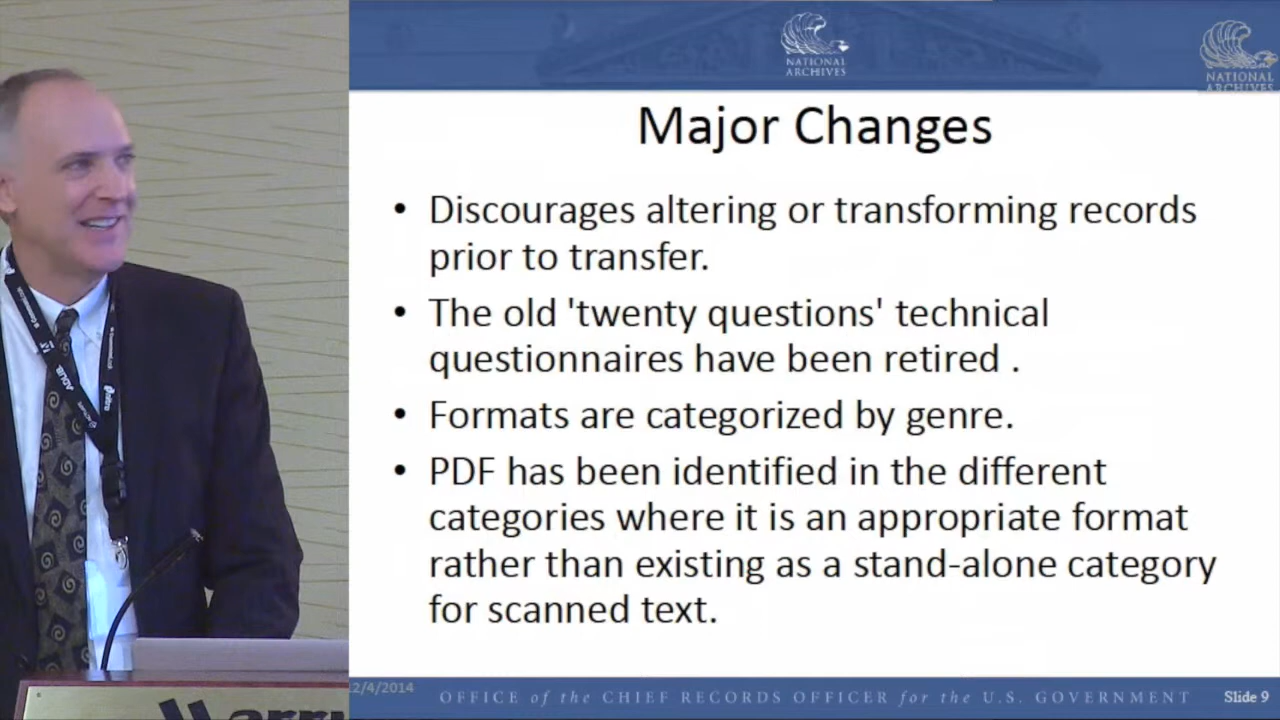 NATIONAL
ARCHIVES
NATIONAL
ARCHIVES
Major Changes
• Discourages altering or transforming records
prior to transfer.
• The old 'twenty questions' technical
questionnaires have been retired .
• Formats are categorized by genre.
• PDF has been identified in the different
categories where it is an appropriate format
rather than existing as a stand-alone category
for scanned text.
12/4/2014
OFFICE of the CHIEF RECORDS OFFICER for the U.S. GOVERNMENT
Slide 9